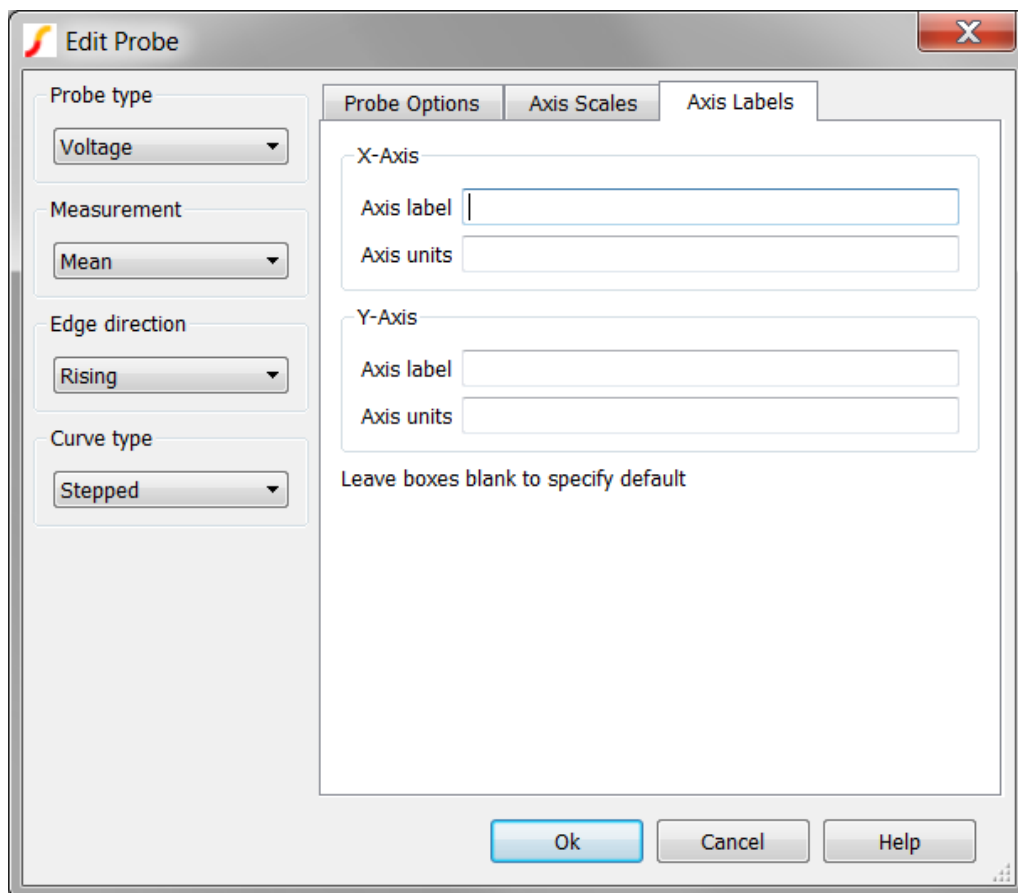 Edit Probe
X
Probe type
Voltage
Measurement
Mean
Edge direction
Rising
Curve type
Stepped
Probe Options
Axis Scales
Axis Labels
X-Axis
Axis label
Axis units
Y-Axis
Axis label
Axis units
Leave boxes blank to specify default
Ok
Cancel
Help